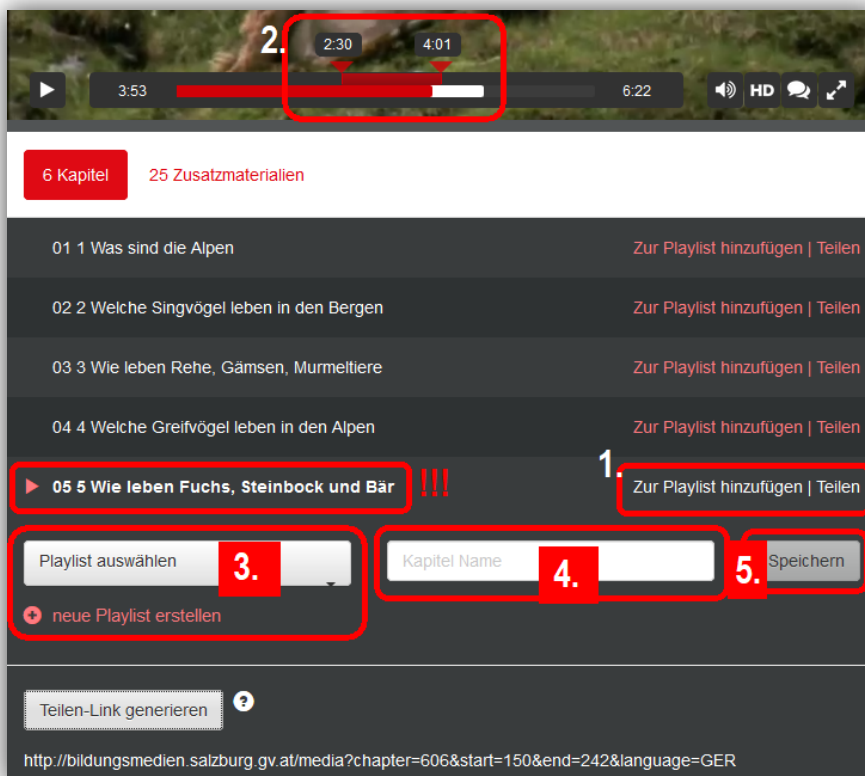 2.
2:30 4:01
3:53 6:22 HD
6 Kapitel 25 Zusatzmaterialien
01 1 Was sind die Alpen Zur Playlist hinzufügen | Teilen
02 2 Welche Singvögel leben in den Bergen Zur Playlist hinzufügen | Teilen
03 3 Wie leben Rehe, Gämsen, Murmeltiere Zur Playlist hinzufügen | Teilen
04 4 Welche Greifvögel leben in den Alpen Zur Playlist hinzufügen | Teilen
05 5 Wie leben Fuchs, Steinbock und Bär !!! 1. Zur Playlist hinzufügen | Teilen
Playlist auswählen 3. Kapitel Name 4. 5. Speichern
neue Playlist erstellen
Teilen-Link generieren ?
http://bildungsmedien.salzburg.gv.at/media?chapter=606&start=150&end=242&language=GER